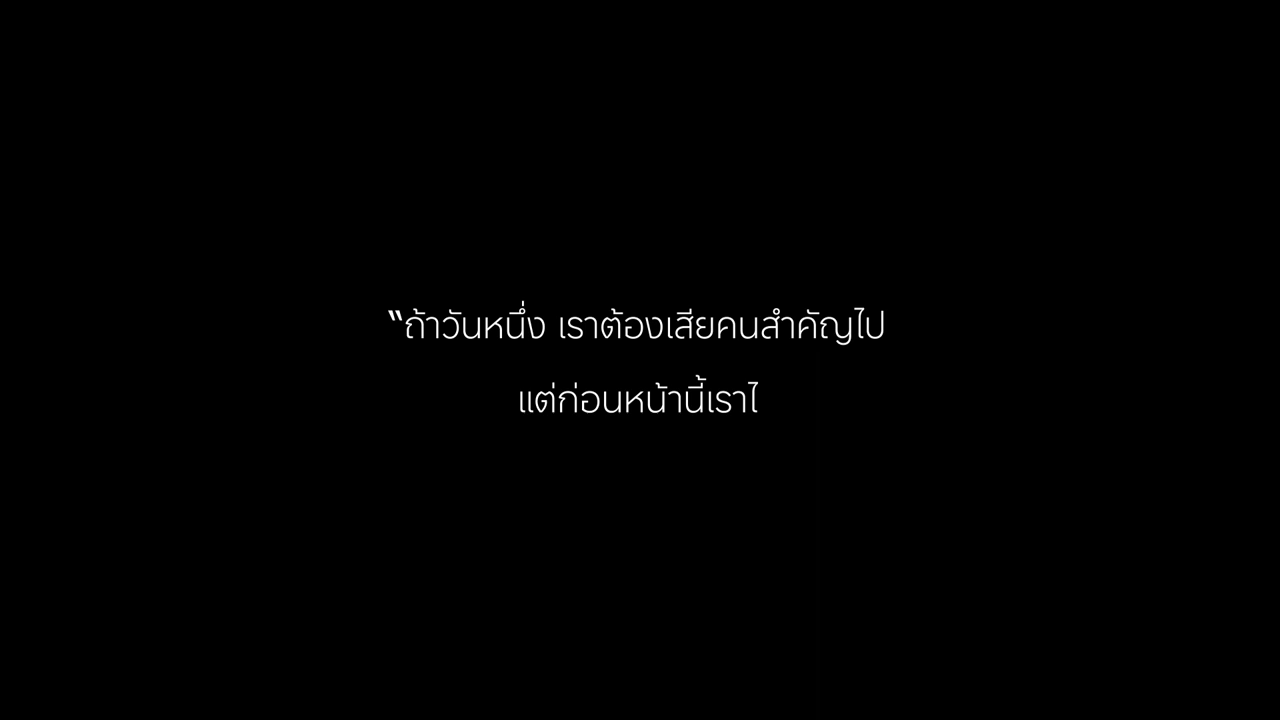 “ถ้าวันหนึ่ง เราต้องเสียคนสำคัญไป
แต่ก่อนหน้านี้เราไ